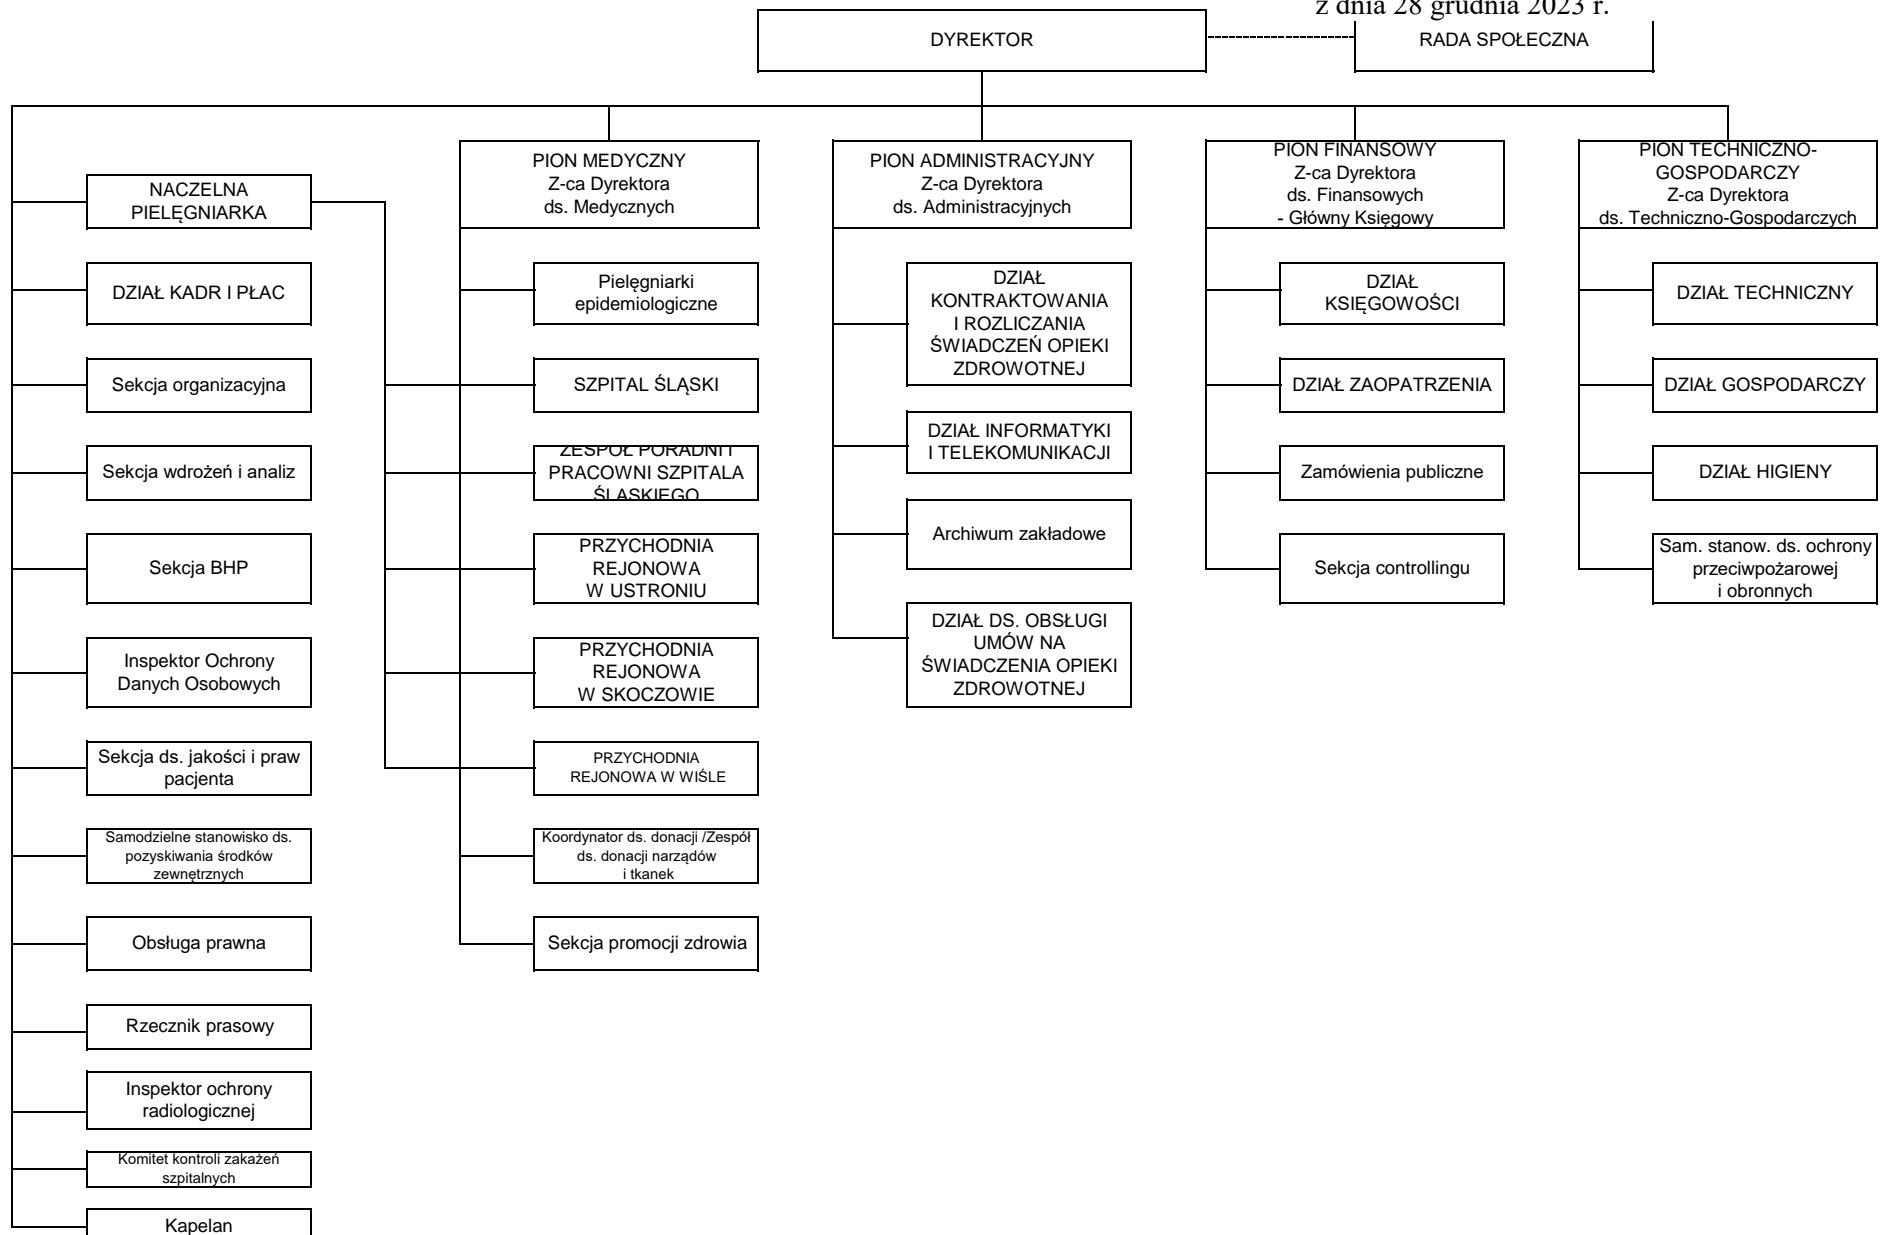 z dnia 28 grudnia 2023 r.
DYREKTOR
RADA SPOŁECZNA
NACZELNA
PIELĘGNIARKA
DZIAŁ KADR I PŁAC
Sekcja organizacyjna
Sekcja wdrożeń i analiz
Sekcja BHP
Inspektor Ochrony
Danych Osobowych
Sekcja ds. jakości i praw
pacjenta
Samodzielne stanowisko ds.
pozyskiwania środków
zewnętrznych
Obsługa prawna
Rzecznik prasowy
Inspektor ochrony
radiologicznej
Komitet kontroli zakażeń
szpitalnych
Kapelan
PION MEDYCZNY
Z-ca Dyrektora
ds. Medycznych
Pielęgniarki
epidemiologiczne
SZPITAL ŚLĄSKI
ZESPÓŁ PORADNI I
PRACOWNI SZPITALA
ŚLĄSKIEGO
PRZYCHODNIA
REJONOWA
W USTRONIU
PRZYCHODNIA
REJONOWA
W SKOCZOWIE
PRZYCHODNIA
REJONOWA W WIŚLE
Koordynator ds. donacji /Zespół
ds. donacji narządów
i tkanek
Sekcja promocji zdrowia
PION ADMINISTRACYJNY
Z-ca Dyrektora
ds. Administracyjnych
DZIAŁ
KONTRAKTOWANIA
I ROZLICZANIA
ŚWIADCZEŃ OPIEKI
ZDROWOTNEJ
DZIAŁ INFORMATYKI
I TELEKOMUNIKACJI
Archiwum zakładowe
DZIAŁ DS. OBSŁUGI
UMÓW NA
ŚWIADCZENIA OPIEKI
ZDROWOTNEJ
PION FINANSOWY
Z-ca Dyrektora
ds. Finansowych
- Główny Księgowy
DZIAŁ
KSIĘGOWOŚCI
DZIAŁ ZAOPATRZENIA
Zamówienia publiczne
Sekcja controllingu
PION TECHNICZNO-
GOSPODARCZY
Z-ca Dyrektora
ds. Techniczno-Gospodarczych
DZIAŁ TECHNICZNY
DZIAŁ GOSPODARCZY
DZIAŁ HIGIENY
Sam. stanow. ds. ochrony
przeciwpożarowej
i obronnych